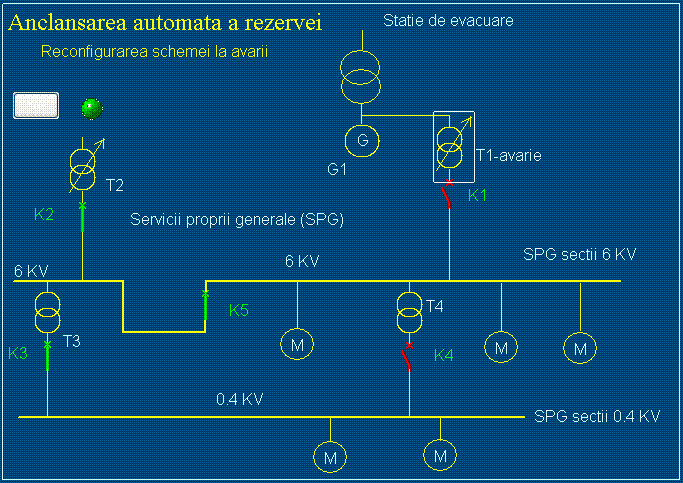 Anclansarea automata a rezervei
Statie de evacuare
Reconfigurarea schemei la avarii
G
G1
T1-avarie
T2
K1
K2
Servicii proprii generale (SPG)
SPG sectii 6 KV
6 KV
6 KV
K5
T4
T3
M
M
M
K3
K4
0.4 KV
SPG sectii 0.4 KV
M
M